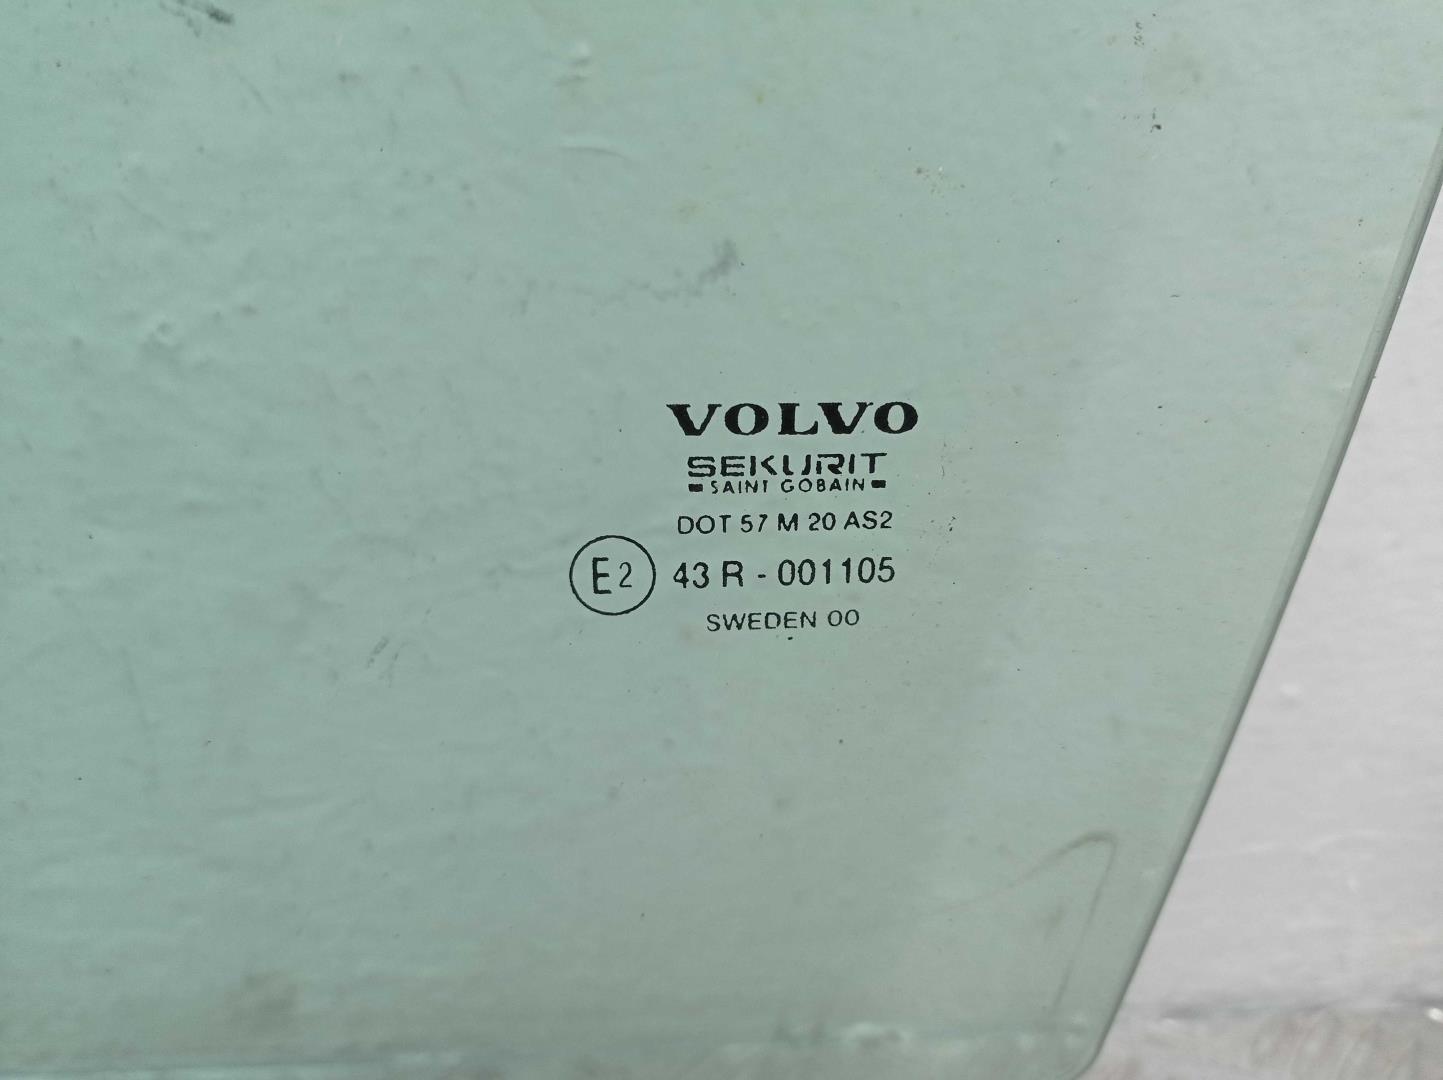 VOLVO
SEKURIT
SAINT GOBAIN
DOT 57 M 20 AS2
E2 43 R - 001105
SWEDEN 00